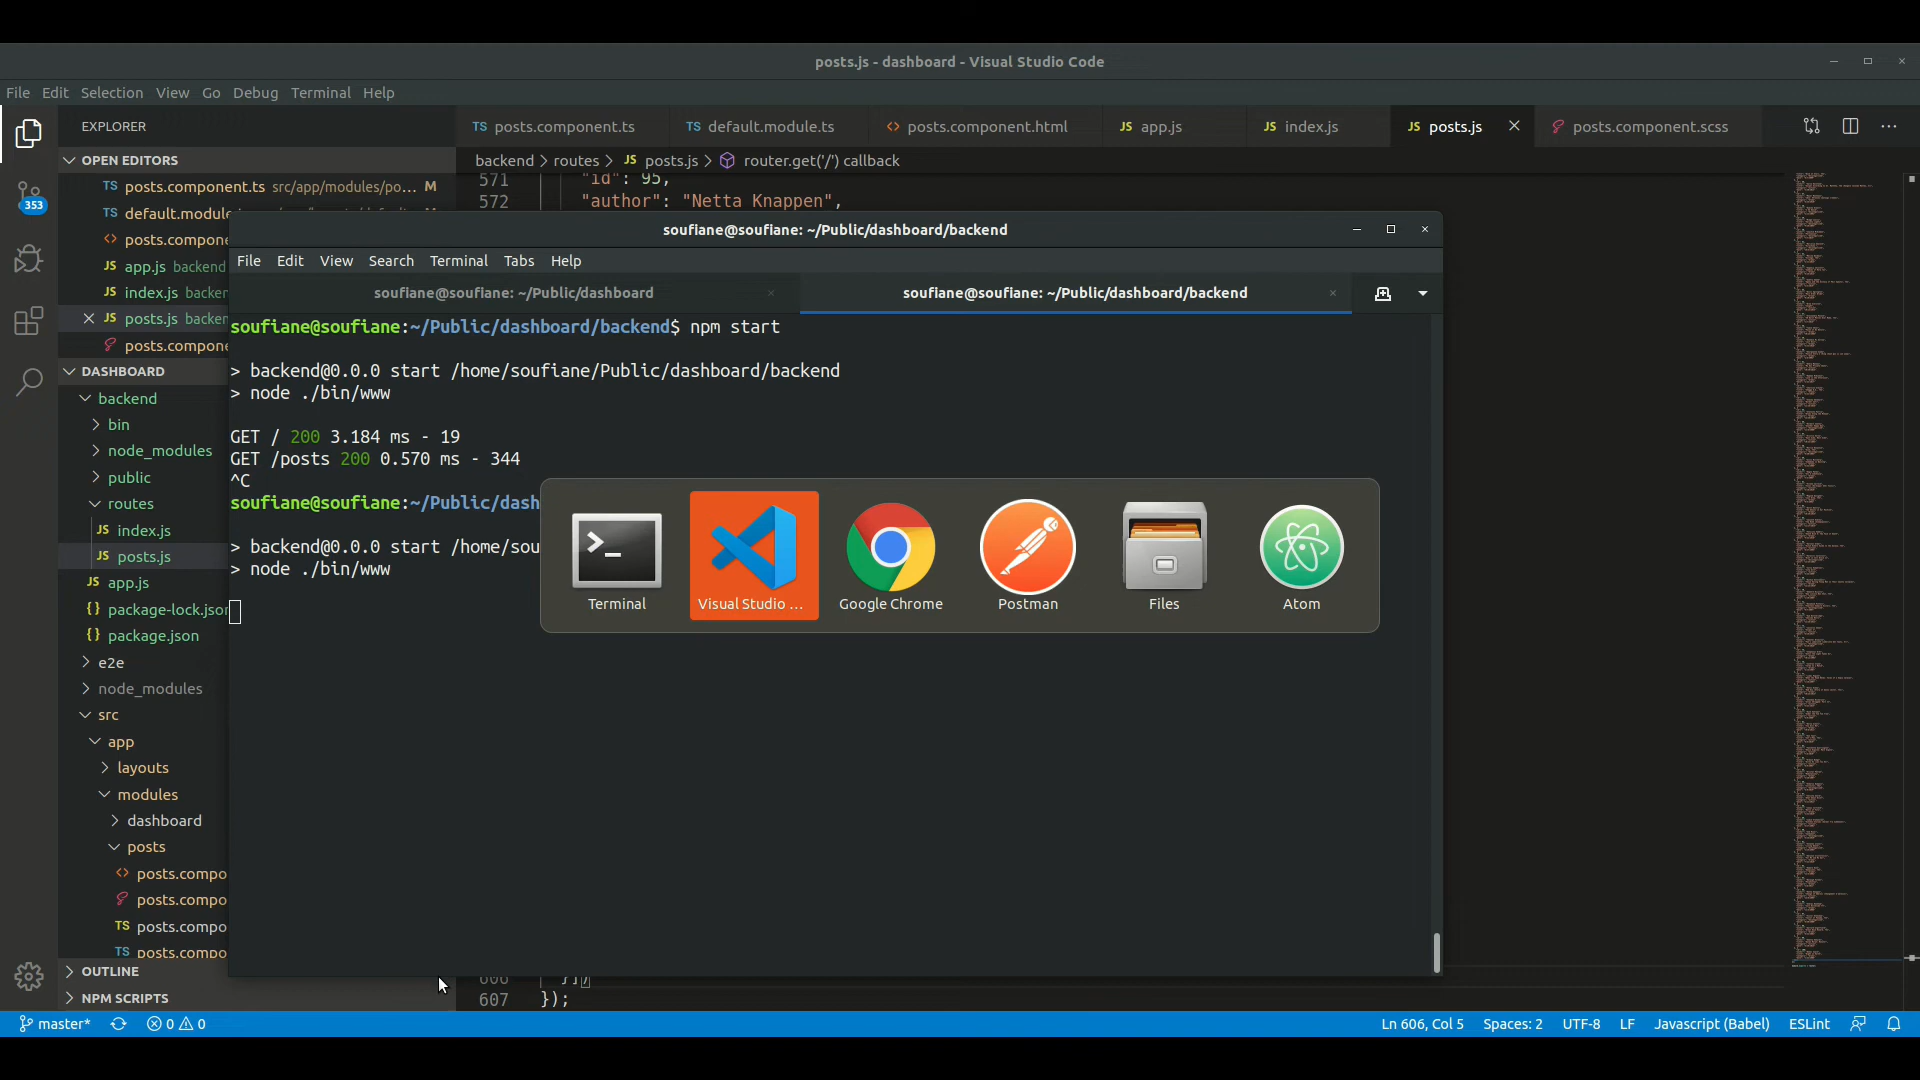 posts.js - dashboard - Visual Studio Code
File Edit Selection View Go Debug Terminal Help
EXPLORER
posts.component.ts
default.module.ts
posts.component.html
app.js
index.js
posts.js
posts.component.scss
OPEN EDITORS
backend > routes > JS posts.js > router.get('/') callback
TS posts.component.ts src/app/modules/po... M
353
TS default.module
posts.compone
JS app.js backend
JS index.js backen
JS posts.js backen
posts.compone
571 "id": 95,
572 "author": "Netta Knappen",
DASHBOARD
backend
bin
node_modules
public
routes
JS index.js
JS posts.js
JS app.js
{} package-lock.json
{} package.json
e2e
node_modules
src
app
layouts
modules
dashboard
posts
posts.compo
posts.compo
TS posts.compo
TS posts.compo
OUTLINE
NPM SCRIPTS
soufiane@soufiane: ~/Public/dashboard/backend
File Edit View Search Terminal Tabs Help
soufiane@soufiane: ~/Public/dashboard
soufiane@soufiane: ~/Public/dashboard/backend
soufiane@soufiane:~/Public/dashboard/backend$ npm start
> backend@0.0.0 start /home/soufiane/Public/dashboard/backend
> node ./bin/www
GET / 200 3.184 ms - 19
GET /posts 200 0.570 ms - 344
^C
soufiane@soufiane:~/Public/dash
> backend@0.0.0 start /home/sou
> node ./bin/www
Terminal
Visual Studio ...
Google Chrome
Postman
Files
Atom
606 }])
607 });
master* 0 0
Ln 606, Col 5 Spaces: 2 UTF-8 LF Javascript (Babel) ESLint